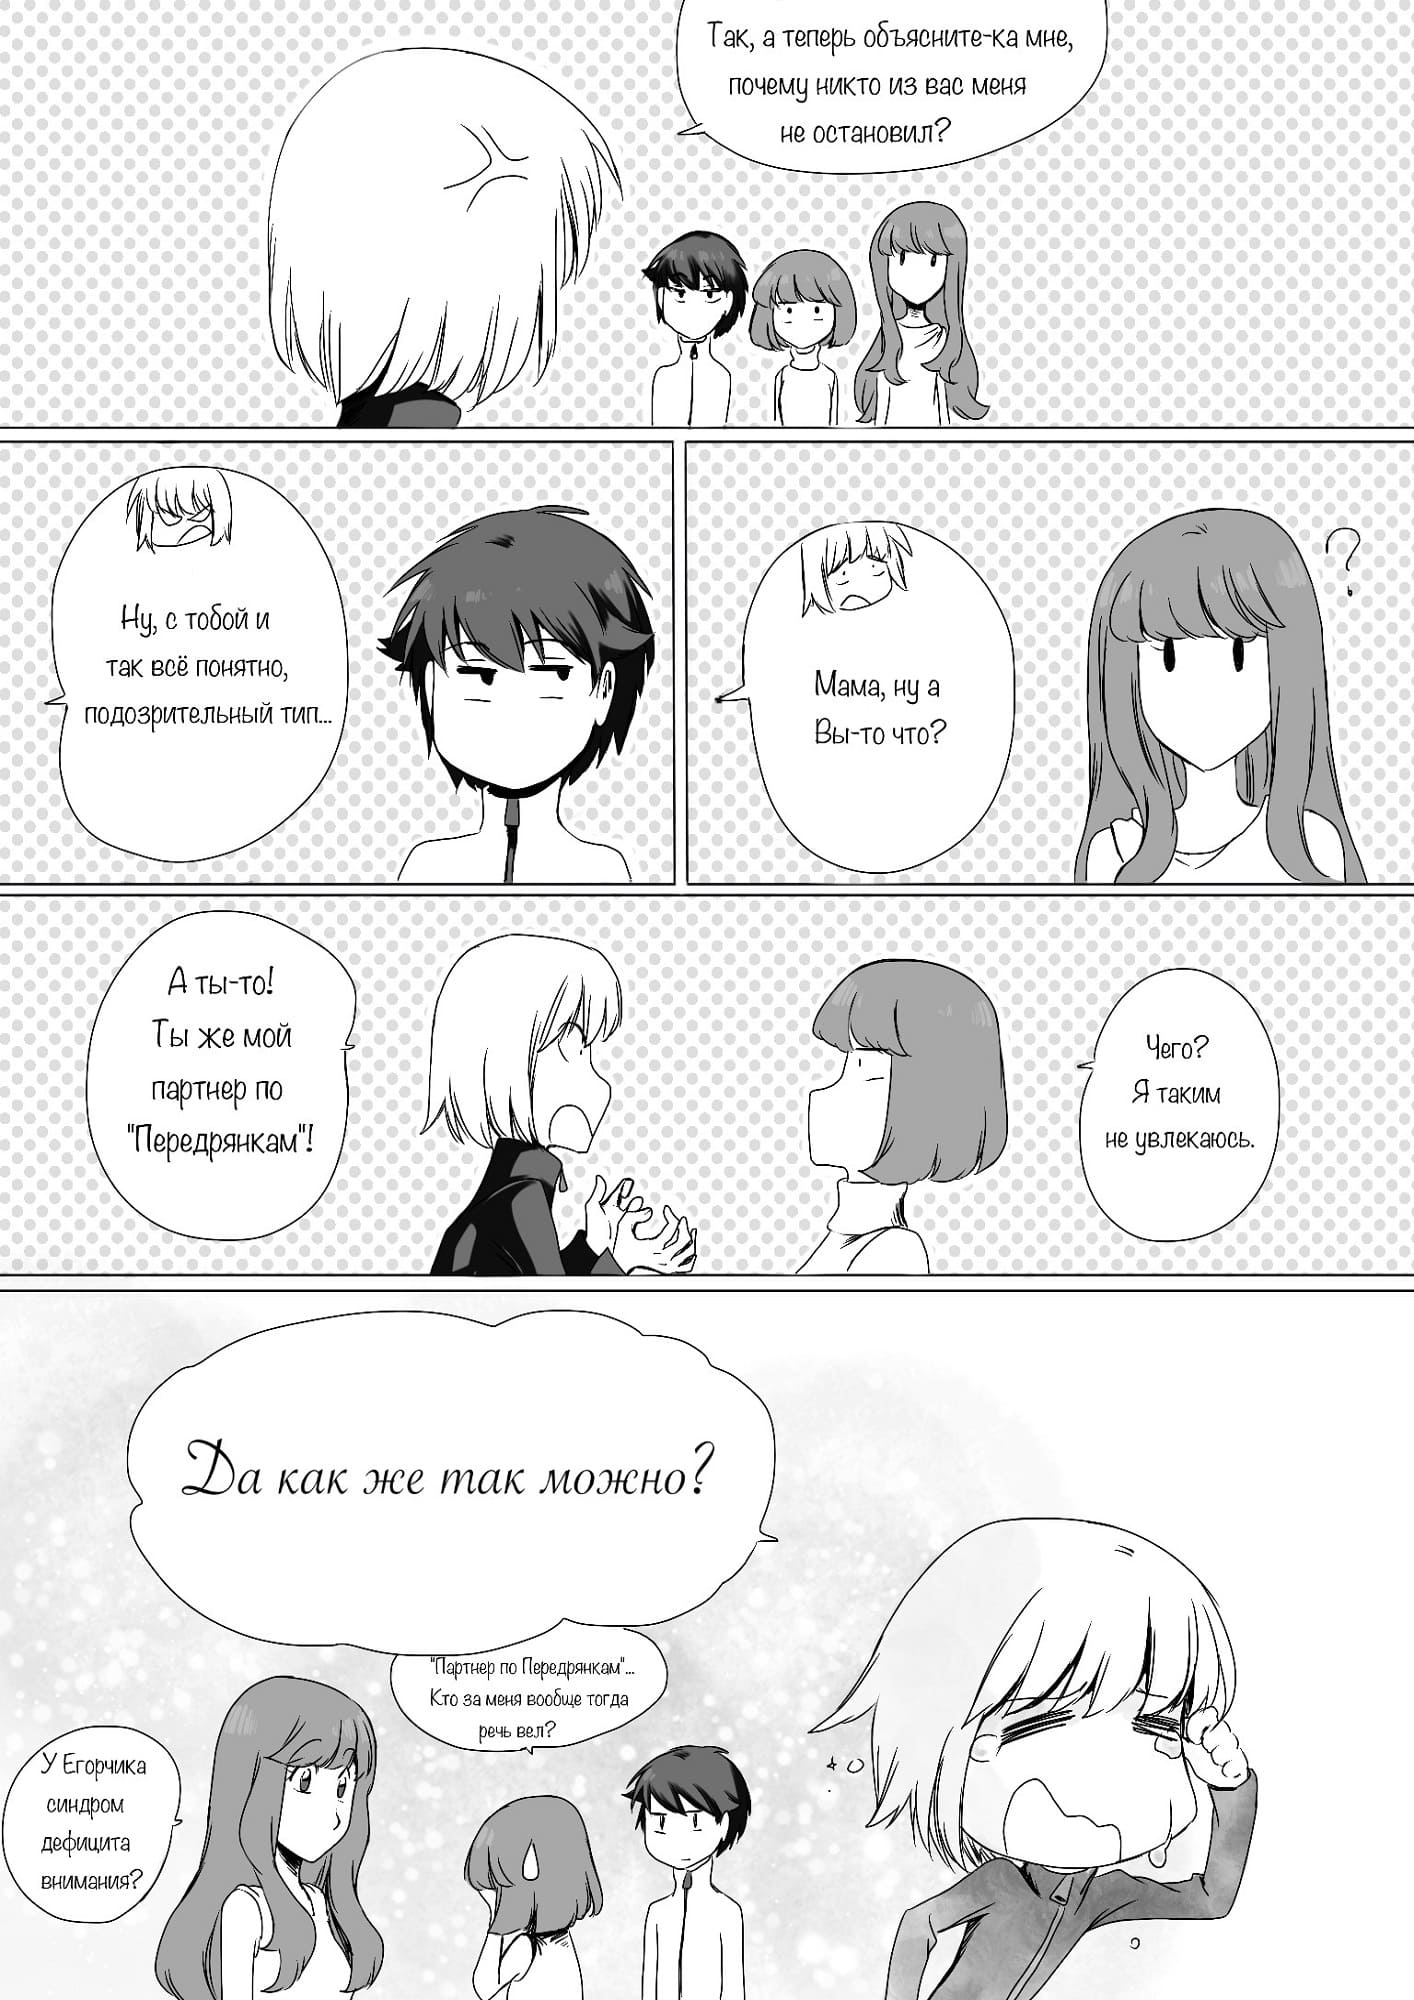 Так, а теперь объясните-ка мне,
почему никто из вас меня
не остановил?
Ну, с тобой и
так всё понятно,
подозрительный тип...
Мама, ну а
Вы-то что?
А ты-то!
Ты же мой
партнер по
"Передрянкам"!
Чего?
Я таким
не увлекаюсь.
Да как же так можно?
"Партнер по Передрянкам"...
Кто за меня вообще тогда
речь вел?
У Егорчика
синдром
дефицита
внимания?